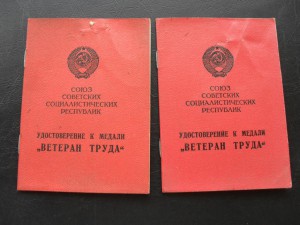 СОЮЗ
СОВЕТСКИХ
СОЦИАЛИСТИЧЕСКИХ
РЕСПУБЛИК
УДОСТОВЕРЕНИЕ К МЕДАЛИ
„ВЕТЕРАН ТРУДА“
СОЮЗ
СОВЕТСКИХ
СОЦИАЛИСТИЧЕСКИХ
РЕСПУБЛИК
УДОСТОВЕРЕНИЕ К МЕДАЛИ
„ВЕТЕРАН ТРУДА“